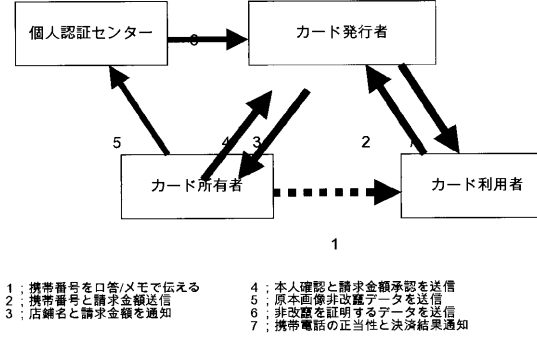 個人認証センター
6
カード発行者
5
4
3
2
7
カード所有者
カード利用者
1
1 ; 携帯番号を口答/メモで伝える
2 ; 携帯番号と請求金額送信
3 ; 店舗名と請求金額を通知
4 ; 本人確認と請求金額承認を送信
5 ; 原本画像非改竄データを送信
6 ; 非改竄を証明するデータを送信
7 ; 携帯電話の正当性と決済結果通知